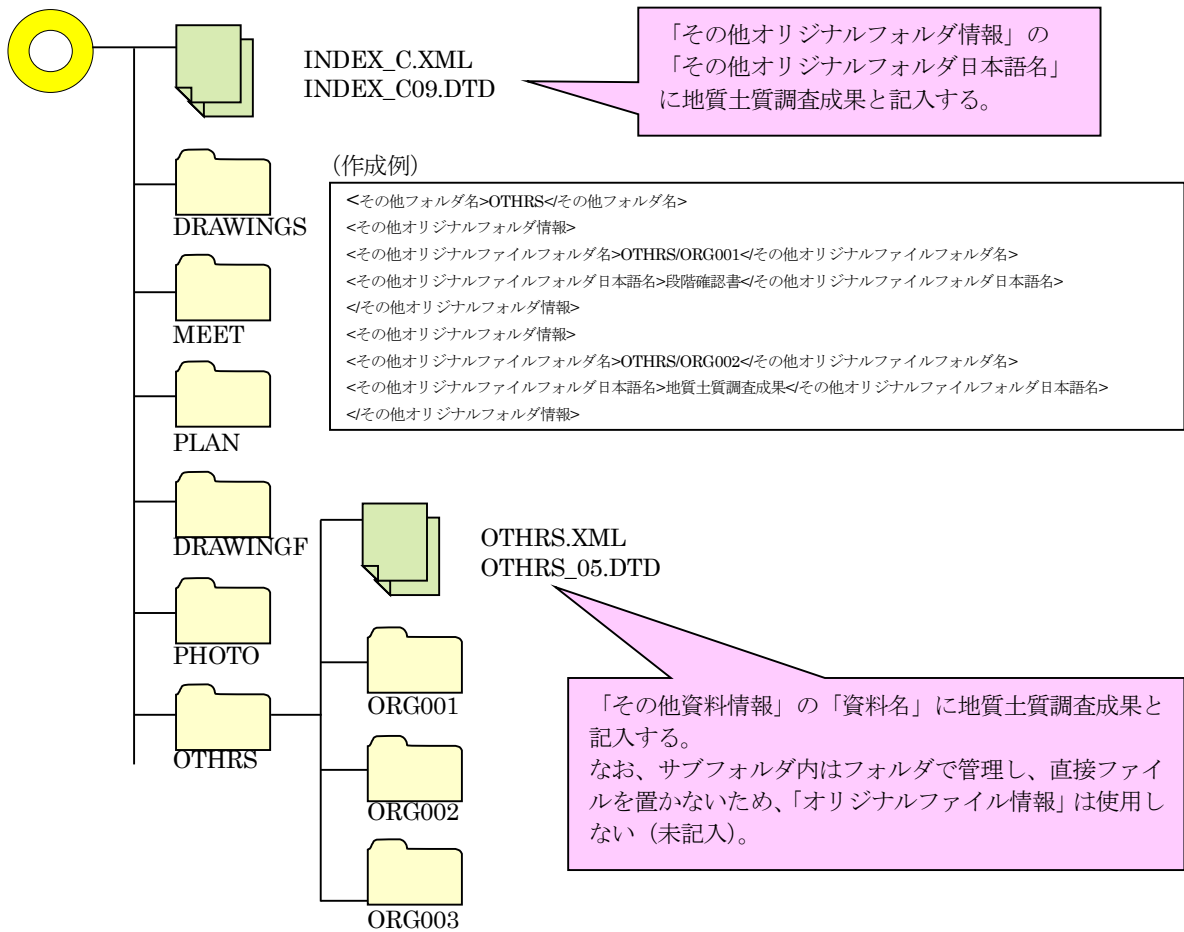 INDEX_C.XML
INDEX_C09.DTD
「その他オリジナルフォルダ情報」の
「その他オリジナルフォルダ日本語名」
に地質土質調査成果と記入する。
(作成例)
<その他フォルダ名>OTHRS</その他フォルダ名>
<その他オリジナルフォルダ情報>
<その他オリジナルファイルフォルダ名>OTHRS/ORG001</その他オリジナルファイルフォルダ名>
<その他オリジナルファイルフォルダ日本語名>段階確認書</その他オリジナルファイルフォルダ日本語名>
</その他オリジナルフォルダ情報>
<その他オリジナルフォルダ情報>
<その他オリジナルファイルフォルダ名>OTHRS/ORG002</その他オリジナルファイルフォルダ名>
<その他オリジナルファイルフォルダ日本語名>地質土質調査成果</その他オリジナルファイルフォルダ日本語名>
</その他オリジナルフォルダ情報>
DRAWINGS
MEET
PLAN
DRAWINGF
PHOTO
OTHRS
OTHRS.XML
OTHRS_05.DTD
ORG001
ORG002
ORG003
「その他資料情報」の「資料名」に地質土質調査成果と
記入する。
なお、サブフォルダ内はフォルダで管理し、直接ファイ
ルを置かないため、「オリジナルファイル情報」は使用し
ない（未記入）。